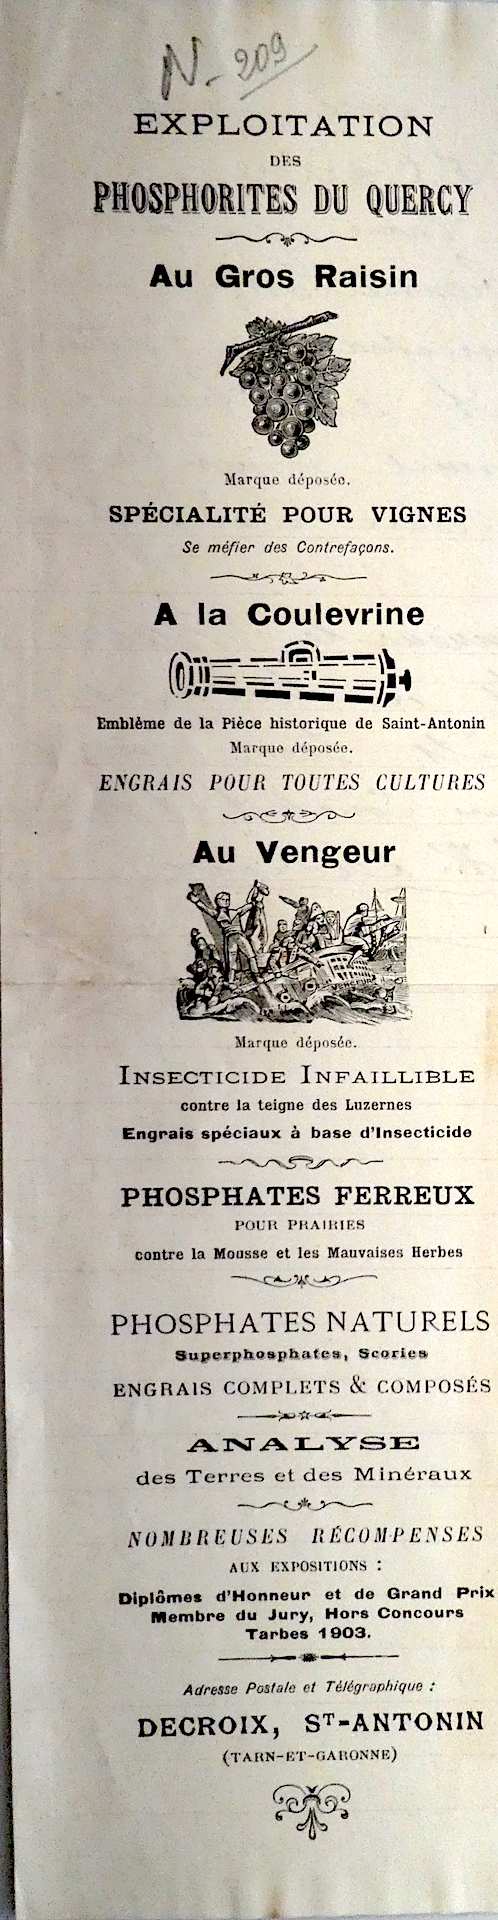 N- 209
EXPLOITATION
DES
PHOSPHORITES DU QUERCY
Au Gros Raisin
Marque déposée.
SPÉCIALITÉ POUR VIGNES
Se méfier des Contrefaçons.
A la Coulevrine
Emblême de la Pièce historique de Saint-Antonin
Marque déposée.
ENGRAIS POUR TOUTES CULTURES
Au Vengeur
VENGEUR
Marque déposée.
INSECTICIDE INFAILLIBLE
contre la teigne des Luzernes
Engrais spéciaux à base d'Insecticide
PHOSPHATES FERREUX
POUR PRAIRIES
contre la Mousse et les Mauvaises Herbes
PHOSPHATES NATURELS
Superphosphates, Scories
ENGRAIS COMPLETS & COMPOSÉS
ANALYSE
des Terres et des Minéraux
NOMBREUSES RÉCOMPENSES
AUX EXPOSITIONS :
Diplômes d'Honneur et de Grand Prix
Membre du Jury, Hors Concours
Tarbes 1903.
Adresse Postale et Télégraphique :
DECROIX, ST-ANTONIN
(TARN-ET-GARONNE)